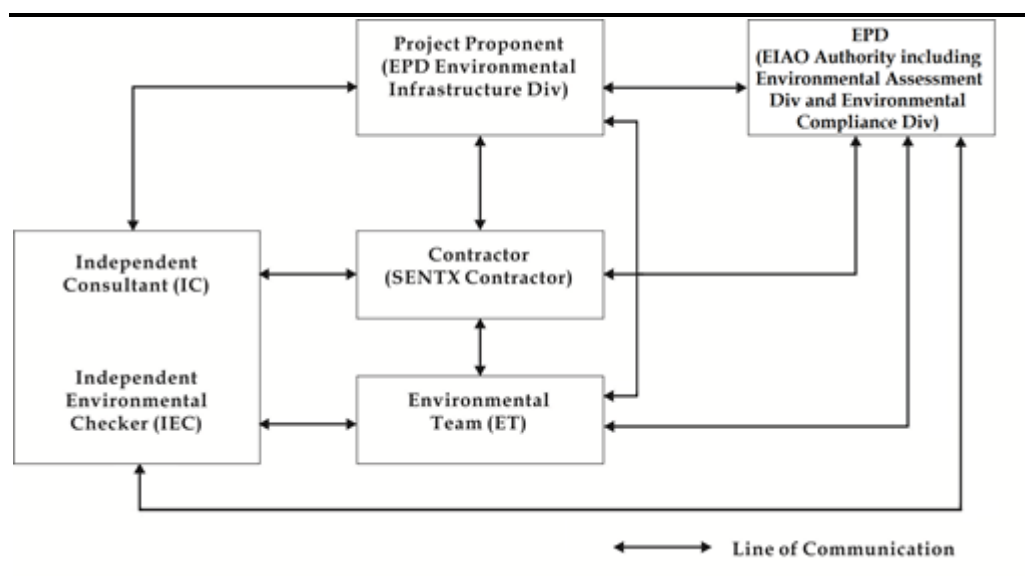 Project Proponent
(EPD Environmental
Infrastructure Div)
EPD
(EIAO Authority including
Environmental Assessment
Div and Environmental
Compliance Div)
Independent
Consultant (IC)
Contractor
(SENTX Contractor)
Independent
Environmental
Checker (IEC)
Environmental
Team (ET)
Line of Communication